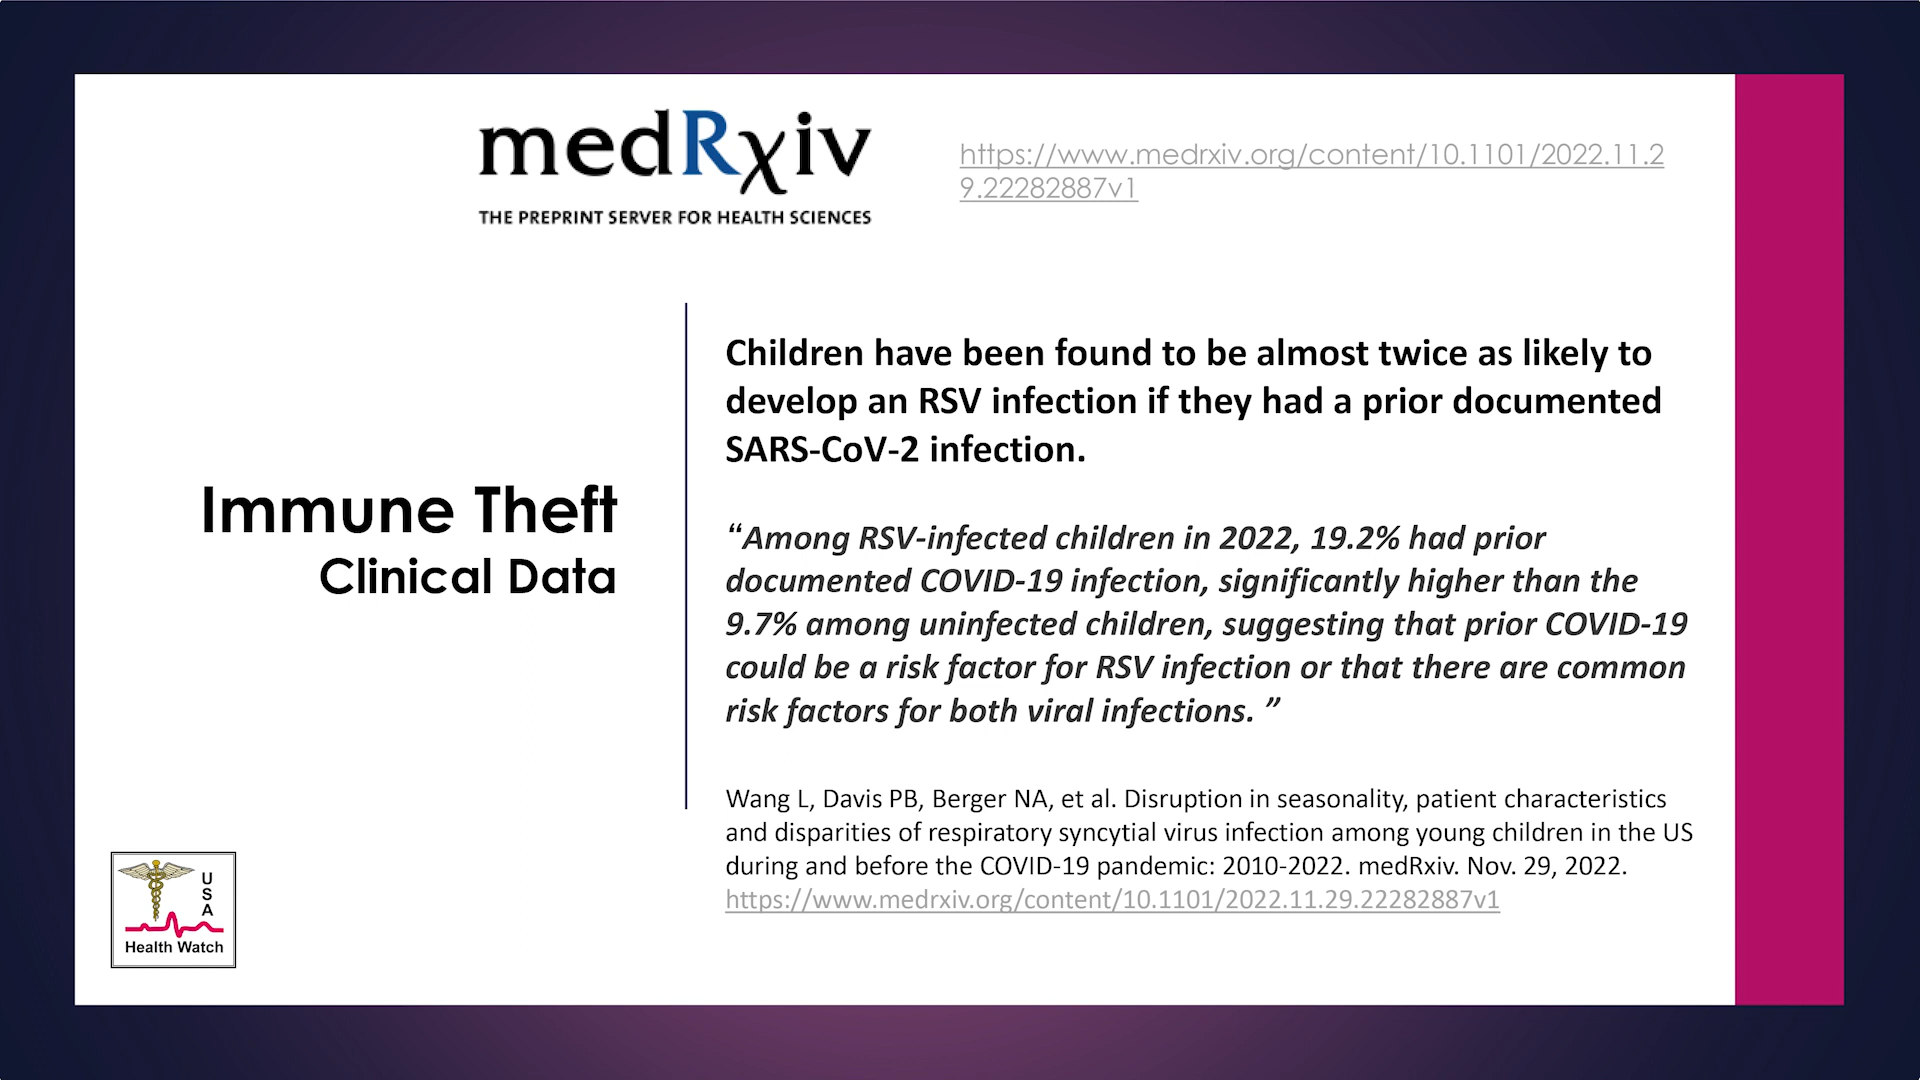 medRxiv
THE PREPRINT SERVER FOR HEALTH SCIENCES
https://www.medrxiv.org/content/10.1101/2022.11.2
9.22282887v1
Immune Theft
Clinical Data
Children have been found to be almost twice as likely to
develop an RSV infection if they had a prior documented
SARS-CoV-2 infection.
“Among RSV-infected children in 2022, 19.2% had prior
documented COVID-19 infection, significantly higher than the
9.7% among uninfected children, suggesting that prior COVID-19
could be a risk factor for RSV infection or that there are common
risk factors for both viral infections. ”
Wang L, Davis PB, Berger NA, et al. Disruption in seasonality, patient characteristics
and disparities of respiratory syncytial virus infection among young children in the US
during and before the COVID-19 pandemic: 2010-2022. medRxiv. Nov. 29, 2022.
https://www.medrxiv.org/content/10.1101/2022.11.29.22282887v1
USA
Health Watch